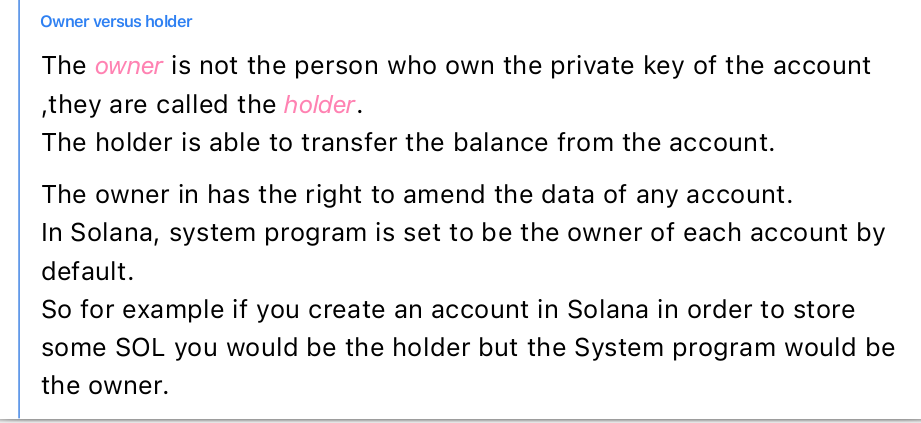 Owner versus holder
The owner is not the person who own the private key of the account
,they are called the holder.
The holder is able to transfer the balance from the account.
The owner in has the right to amend the data of any account.
In Solana, system program is set to be the owner of each account by
default.
So for example if you create an account in Solana in order to store
some SOL you would be the holder but the System program would be
the owner.